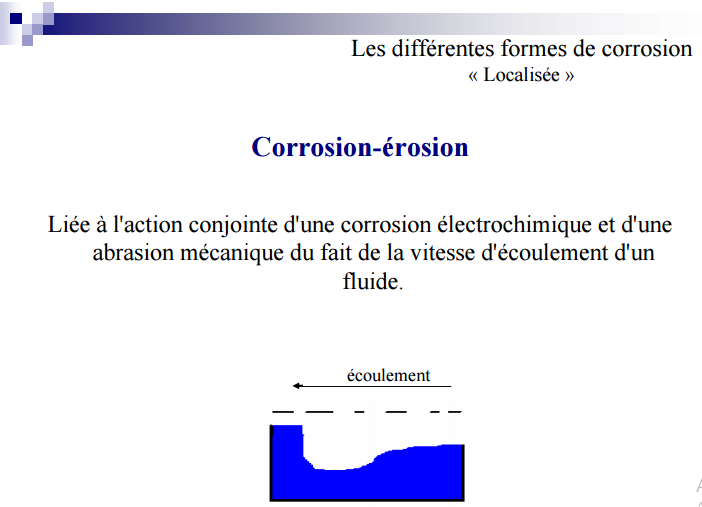 Les différentes formes de corrosion
« Localisée »
Corrosion-érosion
Liée à l'action conjointe d'une corrosion électrochimique et d'une
abrasion mécanique du fait de la vitesse d'écoulement d'un
fluide.
écoulement